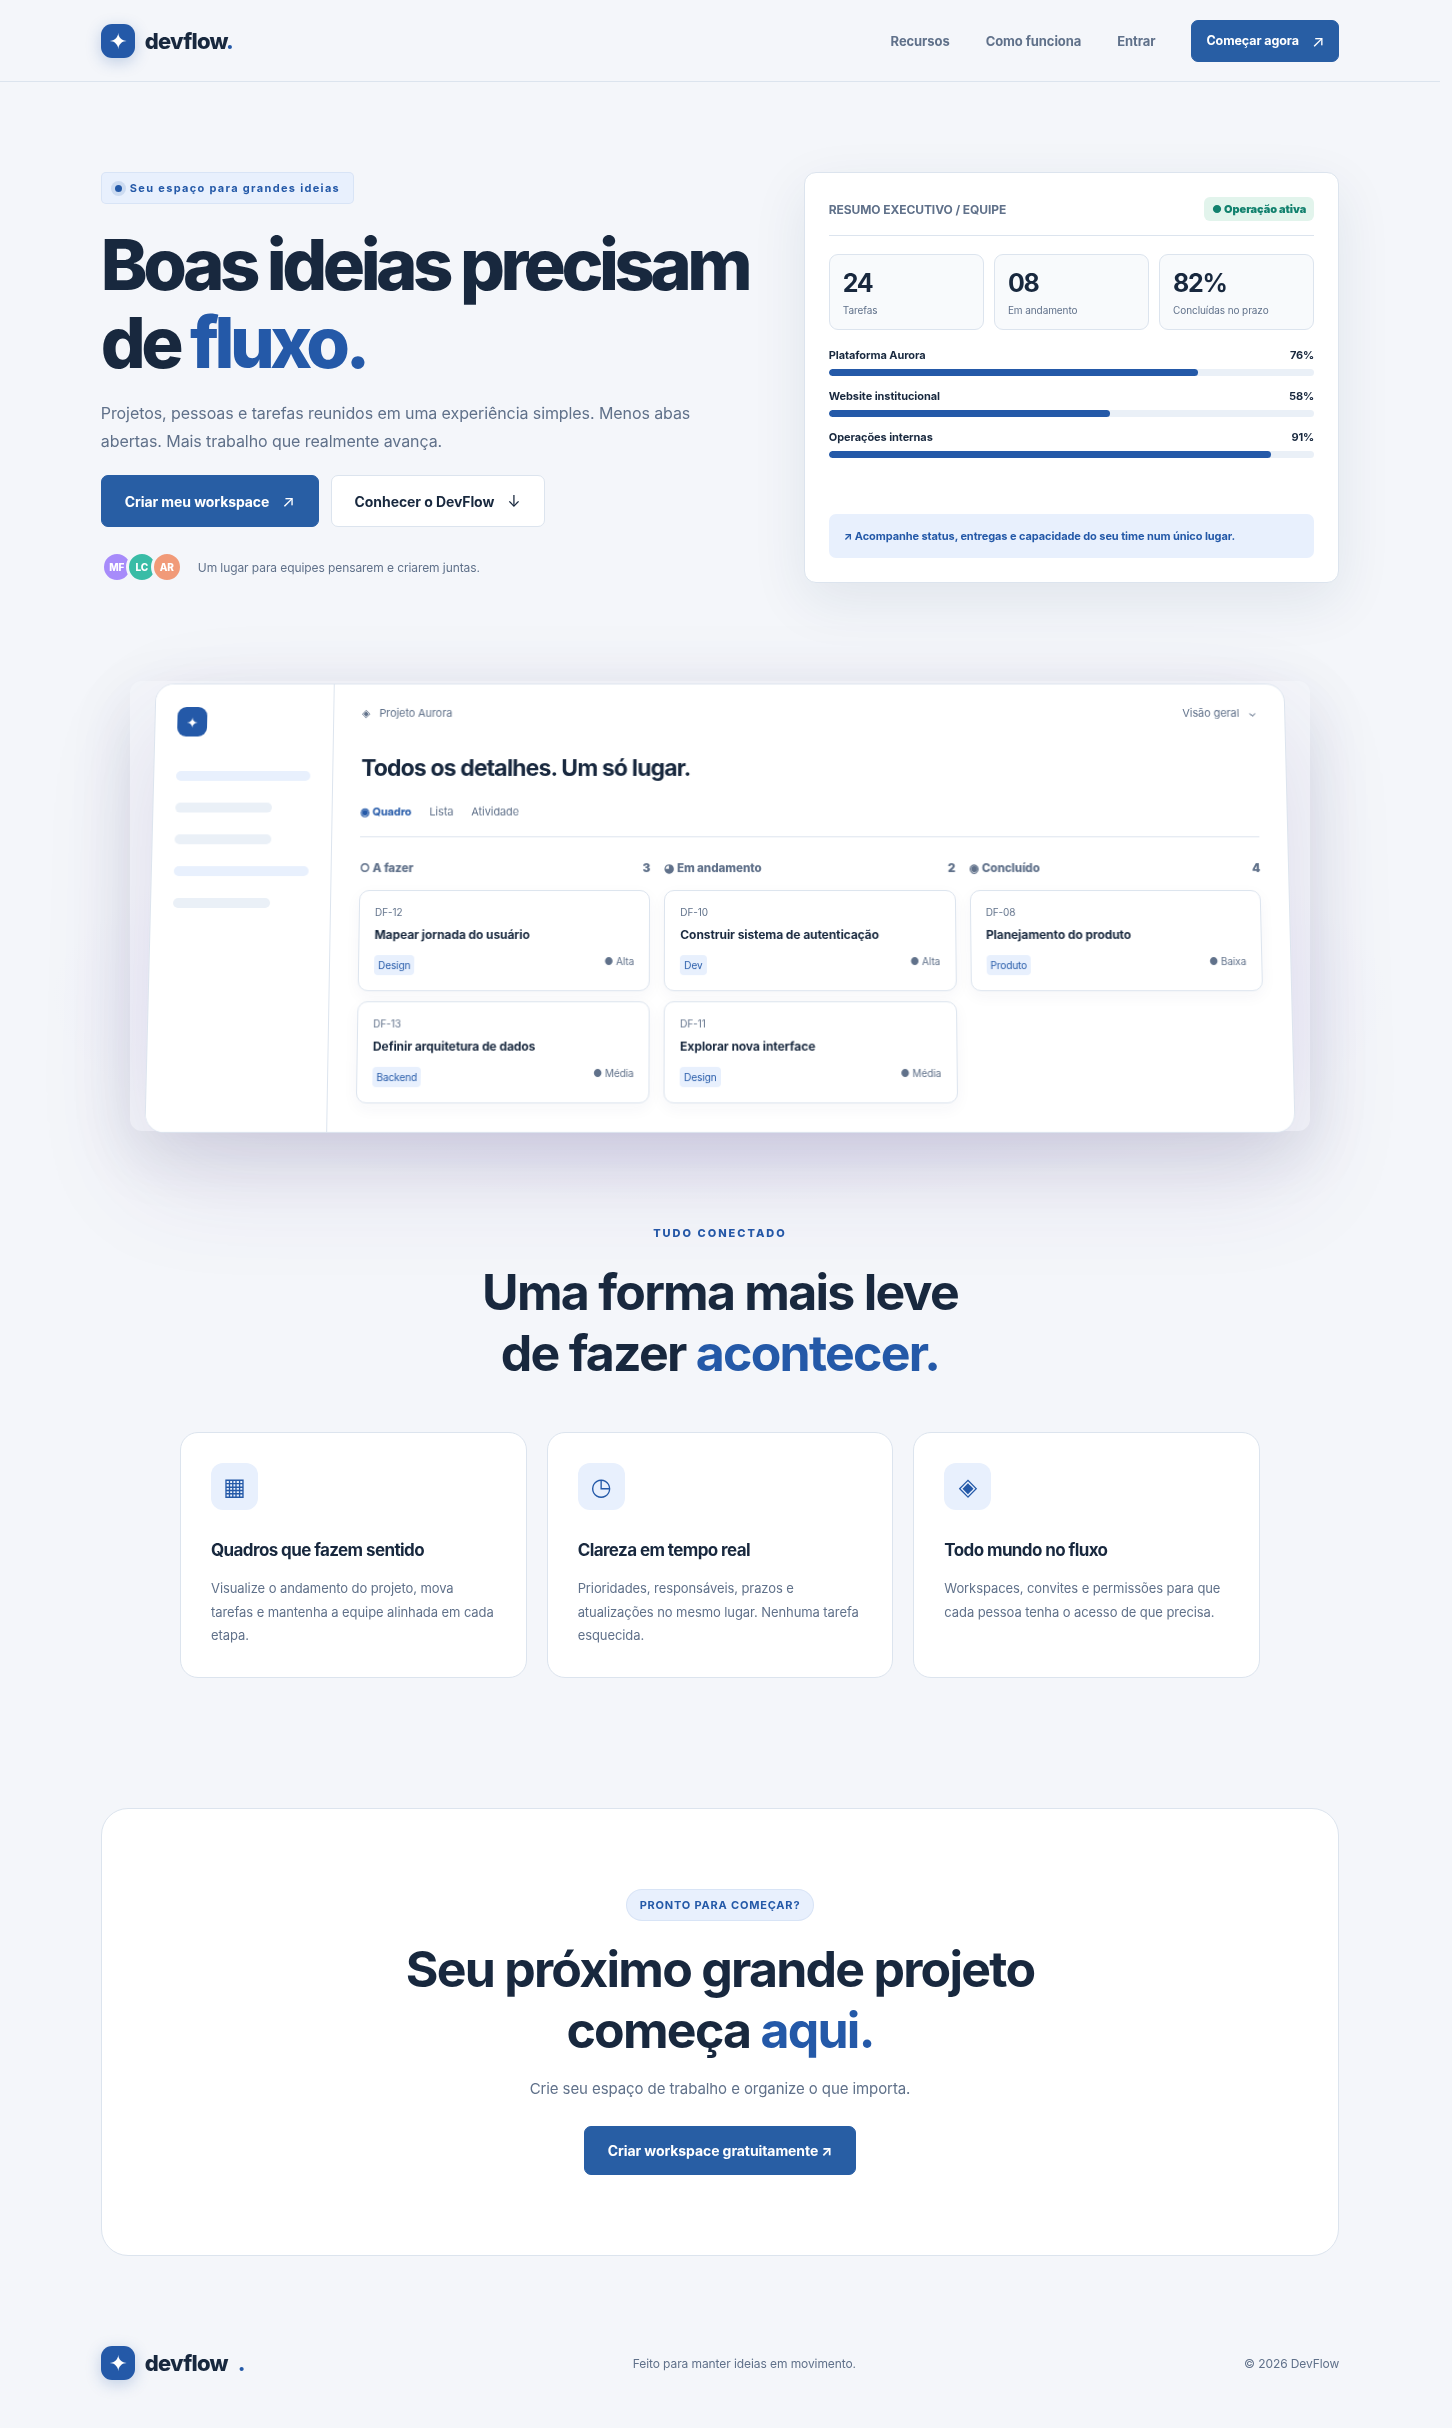 devflow.
Recursos
Como funciona
Entrar
Começar agora ↗
Seu espaço para grandes ideias
Boas ideias precisam
de fluxo.
Projetos, pessoas e tarefas reunidos em uma experiência simples. Menos abas
abertas. Mais trabalho que realmente avança.
Criar meu workspace ↗
Conhecer o DevFlow ↓
MF LC AR
Um lugar para equipes pensarem e criarem juntas.
RESUMO EXECUTIVO / EQUIPE
● Operação ativa
24
Tarefas
08
Em andamento
82%
Concluídas no prazo
Plataforma Aurora 76%
Website institucional 58%
Operações internas 91%
↗ Acompanhe status, entregas e capacidade do seu time num único lugar.
◈ Projeto Aurora
Visão geral ⌄
Todos os detalhes. Um só lugar.
◉ Quadro
Lista
Atividade
○ A fazer 3
DF-12
Mapear jornada do usuário
Design ● Alta
DF-13
Definir arquitetura de dados
Backend ● Média
◕ Em andamento 2
DF-10
Construir sistema de autenticação
Dev ● Alta
DF-11
Explorar nova interface
Design ● Média
◉ Concluído 4
DF-08
Planejamento do produto
Produto ● Baixa
TUDO CONECTADO
Uma forma mais leve
de fazer acontecer.
Quadros que fazem sentido
Visualize o andamento do projeto, mova
tarefas e mantenha a equipe alinhada em cada
etapa.
Clareza em tempo real
Prioridades, responsáveis, prazos e
atualizações no mesmo lugar. Nenhuma tarefa
esquecida.
Todo mundo no fluxo
Workspaces, convites e permissões para que
cada pessoa tenha o acesso de que precisa.
PRONTO PARA COMEÇAR?
Seu próximo grande projeto
começa aqui.
Crie seu espaço de trabalho e organize o que importa.
Criar workspace gratuitamente ↗
devflow .
Feito para manter ideias em movimento.
© 2026 DevFlow